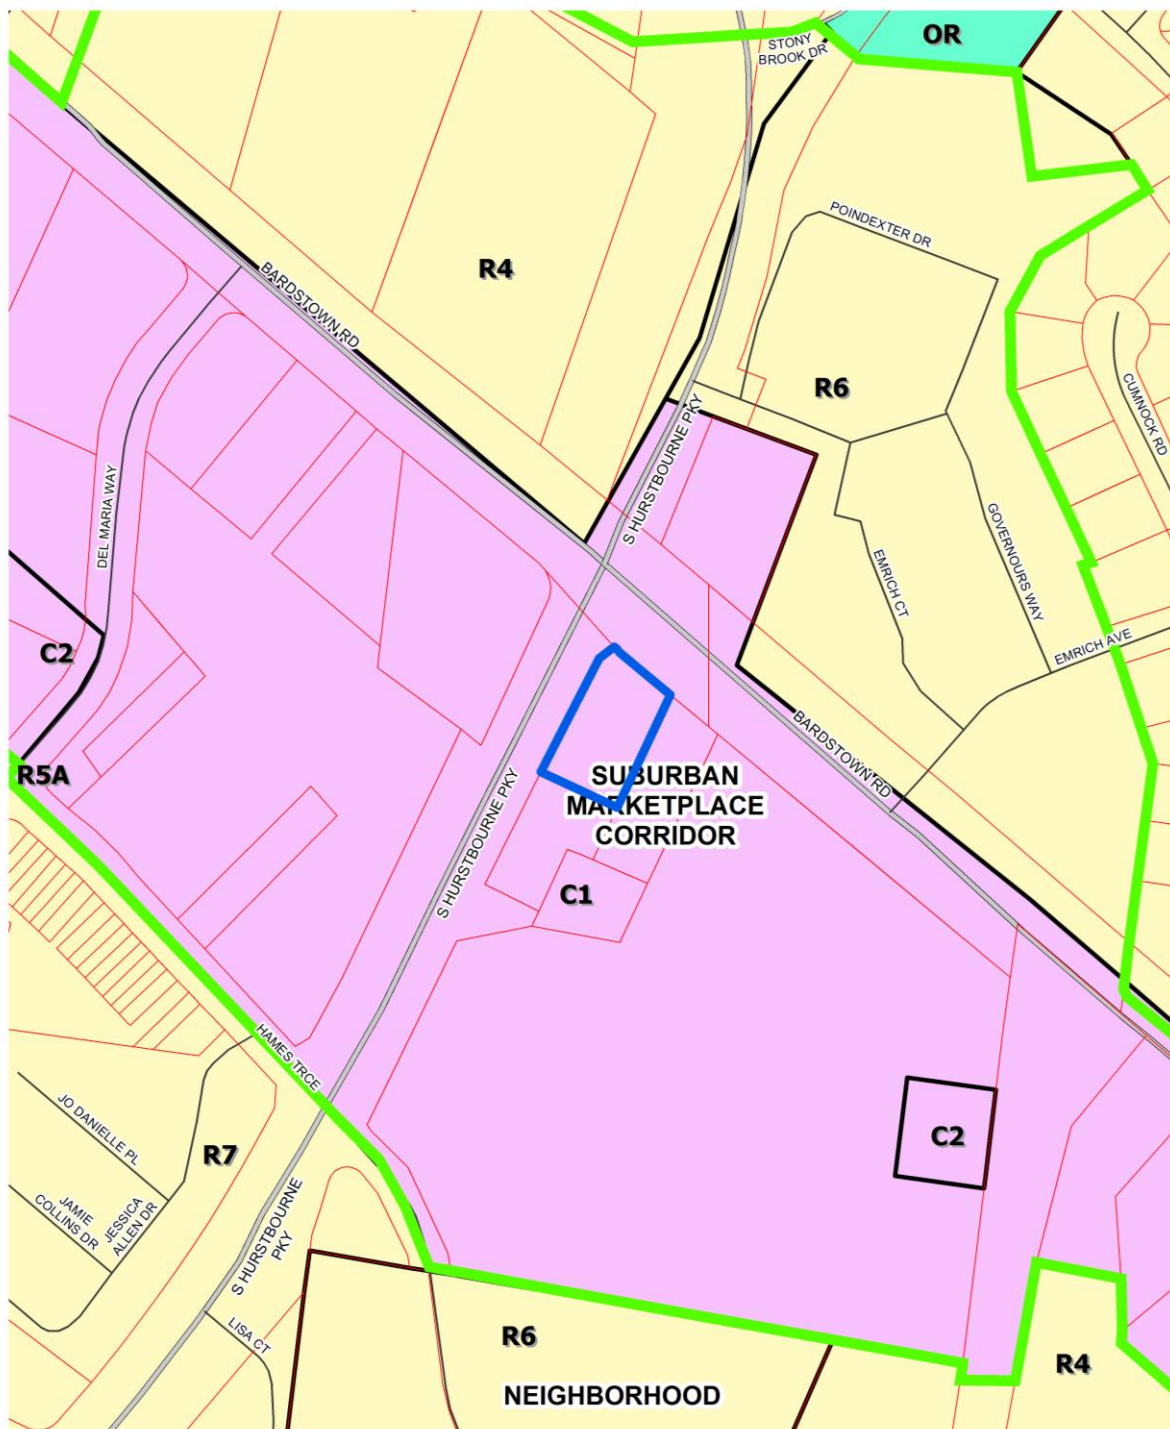 OR
STONY
BROOK DR
POINDEXTER DR
R4
BARDSTOWN RD
R6
CUMNOCK RD
S HURSTBOURNE PKY
DEL MARIA WAY
GOVERNOURS WAY
EMRICH CT
EMRICH AVE
C2
R5A
BARDSTOWN RD
SUBURBAN
MARKETPLACE
CORRIDOR
S HURSTBOURNE PKY
C1
HAMES TRCE
JO DANIELLE PL
R7
C2
JAMIE
COLLINS DR
JESSICA
ALLEN DR
S HURSTBOURNE
PKY
LISA CT
R6
R4
NEIGHBORHOOD